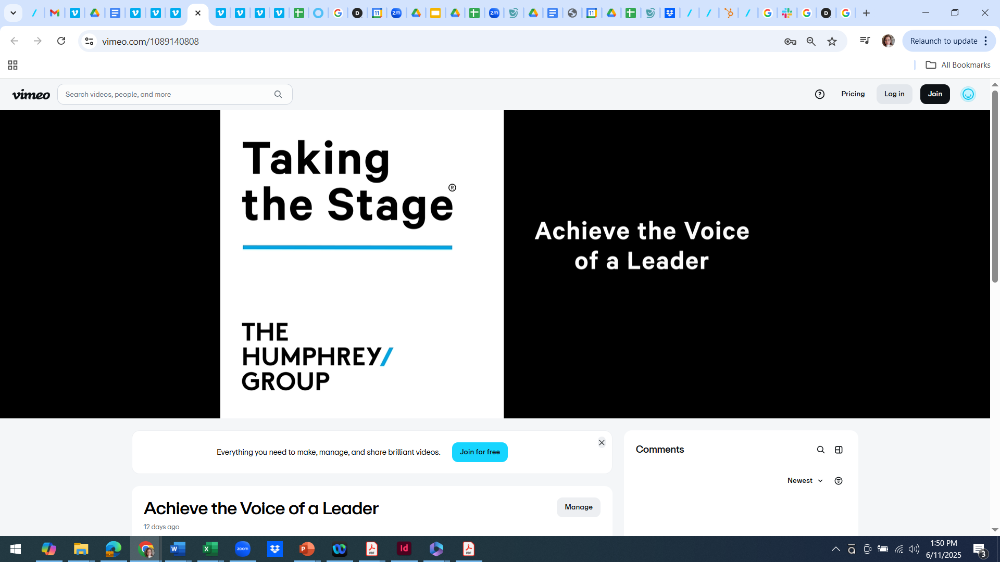 vimeo.com/1089140808
Relaunch to update
All Bookmarks
vimeo
Search videos, people, and more
Pricing
Log in
Join
Taking
the Stage®
THE
HUMPHREY/
GROUP
Achieve the Voice
of a Leader
Everything you need to make, manage, and share brilliant videos.
Join for free
Comments
Newest
Achieve the Voice of a Leader
Manage
12 days ago
1:50 PM
6/11/2025
3